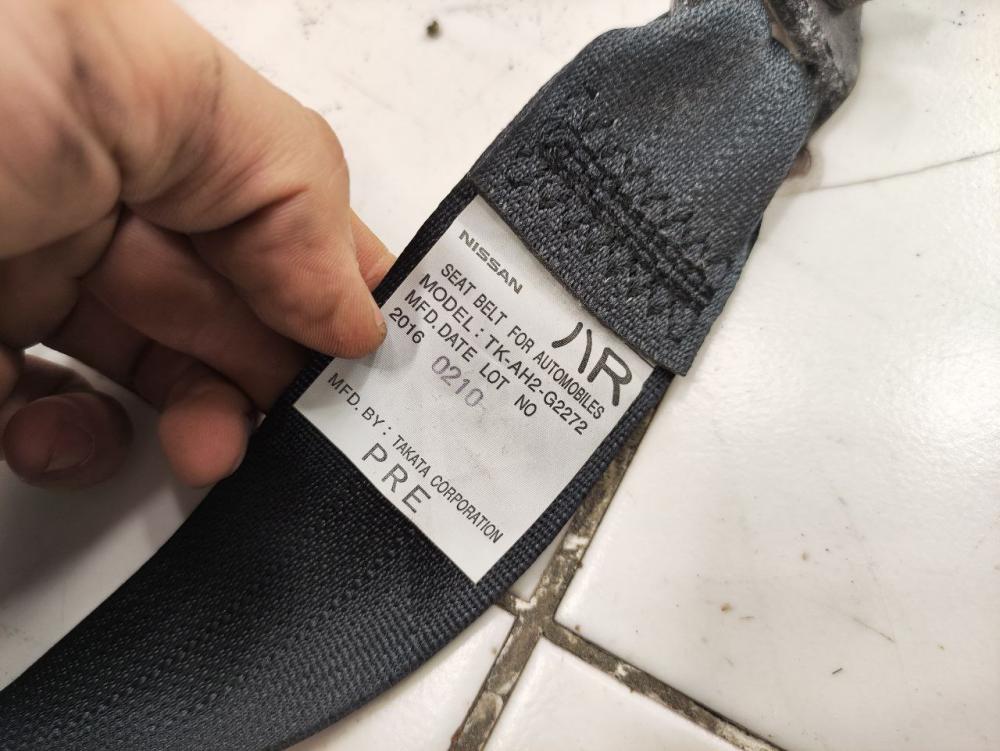 NISSAN
SEAT BELT FOR AUTOMOBILES
MODEL : TK-AH2-G2272
MFD.DATE LOT NO
2016 0210
MFD. BY : TAKATA CORPORATION
PRE